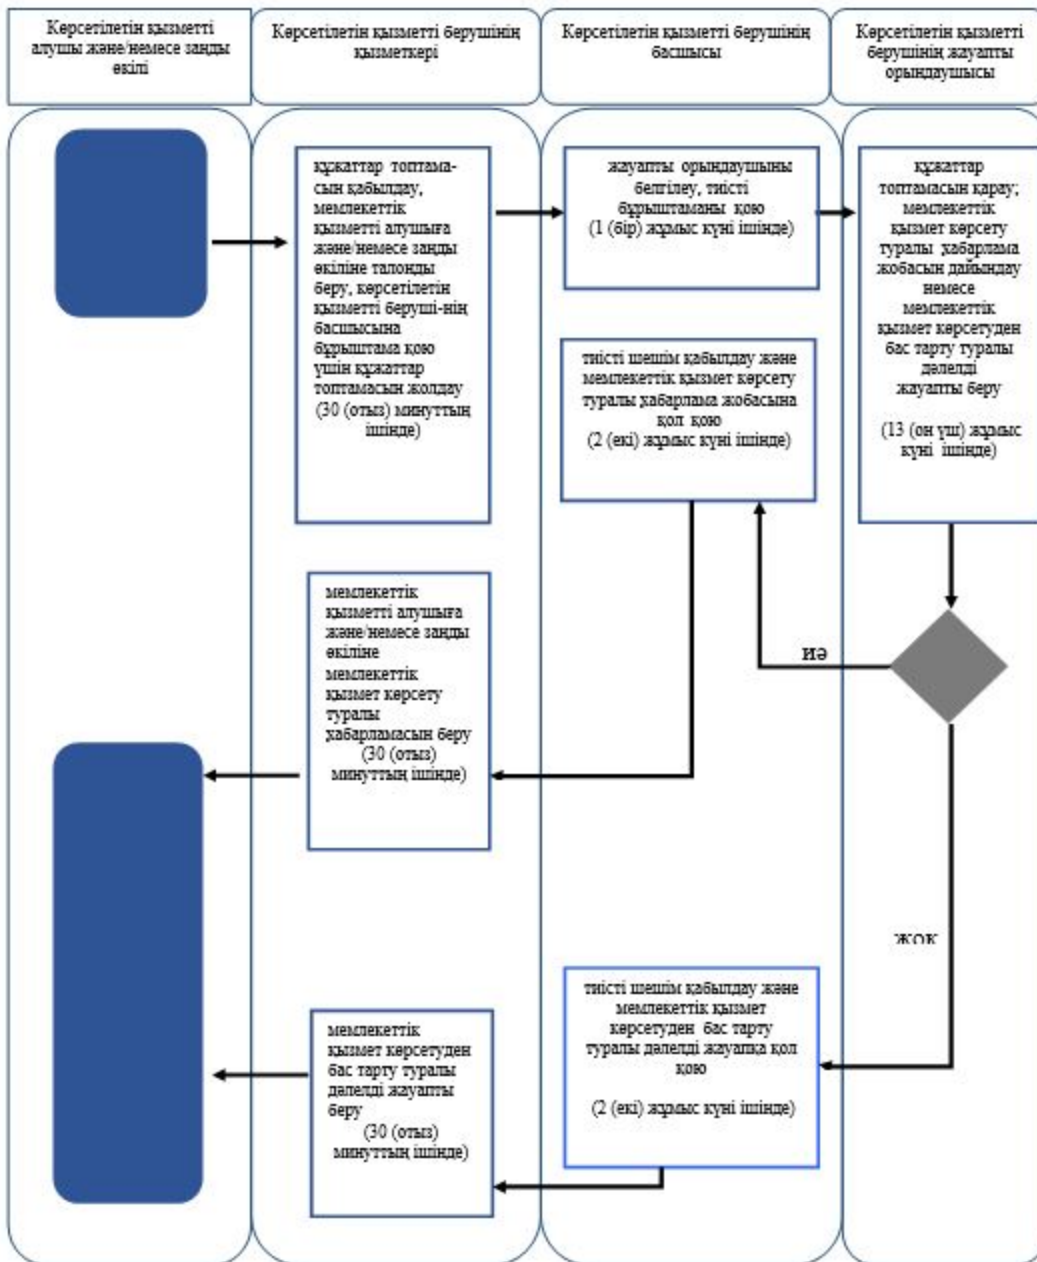 Көрсетілетін қызметті
алушы және/немесе заңды
өкілі
Көрсетілетін қызметті берушінің
қызметкері
Көрсетілетін қызметті берушінің
басшысы
Көрсетілетін қызметті
берушінің жауапты
орындаушысы
құжаттар топтама-
сын қабылдау,
мемлекеттік
қызметті алушыға
және/немесе заңды
өкіліне талонды
беру, көрсетілетін
қызметті беруші-нің
басшысына
бұрыштама қою
үшін құжаттар
топтамасын жолдау
(30 (отыз) минуттың
ішінде)
жауапты орындаушыны
белгілеу, тиісті
бұрыштаманы қою
(1 (бір) жұмыс күні ішінде)
құжаттар
топтамасын қарау;
мемлекеттік
қызмет көрсету
туралы хабарлама
жобасын дайындау
немесе
мемлекеттік
қызмет көрсетуден
бас тарту туралы
дәлелді
жауапты беру
(13 (он үш) жұмыс
күні ішінде)
тиісті шешім қабылдау және
мемлекеттік қызмет көрсету
туралы хабарлама жобасына
қол қою
(2 (екі) жұмыс күні ішінде)
мемлекеттік
қызметті алушыға
және/немесе заңды
өкіліне
мемлекеттік
қызмет көрсету
туралы
хабарламасын беру
(30 (отыз)
минуттың ішінде)
иә
жоқ
тиісті шешім қабылдау және
мемлекеттік қызмет
көрсетуден бас тарту
туралы дәлелді жауапқа қол
қою
(2 (екі) жұмыс күні ішінде)
мемлекеттік
қызмет көрсетуден
бас тарту туралы
дәлелді жауапты
беру
(30 (отыз)
минуттың ішінде)